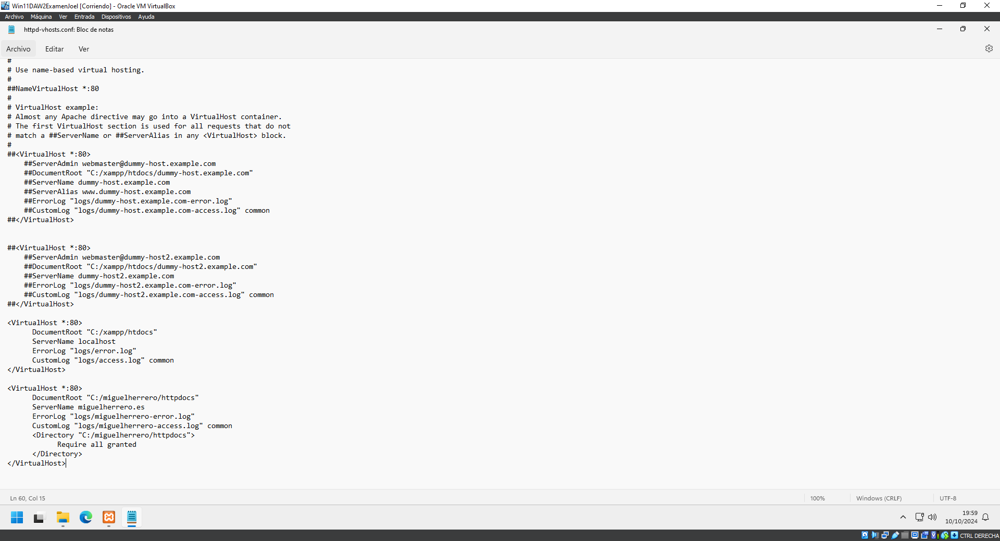 Win11DAW2ExamenJoel [Corriendo] - Oracle VM VirtualBox
Archivo Máquina Ver Entrada Dispositivos Ayuda
httpd-vhosts.conf: Bloc de notas
Archivo Editar Ver
#
# Use name-based virtual hosting.
#
##NameVirtualHost *:80
#
# VirtualHost example:
# Almost any Apache directive may go into a VirtualHost container.
# The first VirtualHost section is used for all requests that do not
# match a ##ServerName or ##ServerAlias in any <VirtualHost> block.
#
##<VirtualHost *:80>
##ServerAdmin webmaster@dummy-host.example.com
##DocumentRoot "C:/xampp/htdocs/dummy-host.example.com"
##ServerName dummy-host.example.com
##ServerAlias www.dummy-host.example.com
##ErrorLog "logs/dummy-host.example.com-error.log"
##CustomLog "logs/dummy-host.example.com-access.log" common
##</VirtualHost>
##<VirtualHost *:80>
##ServerAdmin webmaster@dummy-host2.example.com
##DocumentRoot "C:/xampp/htdocs/dummy-host2.example.com"
##ServerName dummy-host2.example.com
##ErrorLog "logs/dummy-host2.example.com-error.log"
##CustomLog "logs/dummy-host2.example.com-access.log" common
##</VirtualHost>
<VirtualHost *:80>
DocumentRoot "C:/xampp/htdocs"
ServerName localhost
ErrorLog "logs/error.log"
CustomLog "logs/access.log" common
</VirtualHost>
<VirtualHost *:80>
DocumentRoot "C:/miguelherrero/httpdocs"
ServerName miguelherrero.es
ErrorLog "logs/miguelherrero-error.log"
CustomLog "logs/miguelherrero-access.log" common
<Directory "C:/miguelherrero/httpdocs">
Require all granted
</Directory>
</VirtualHost>
Ln 60, Col 15 100% Windows (CRLF) UTF-8
19:59
10/10/2024
CTRL DERECHA